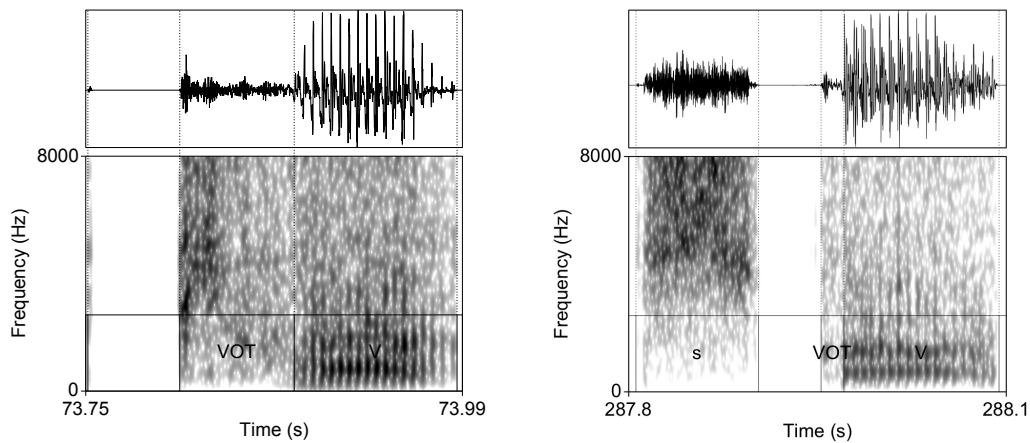 8000
Frequency (Hz)
VOT V
0
73.75 73.99
Time (s)
8000
Frequency (Hz)
s VOT V
0
287.8 288.1
Time (s)